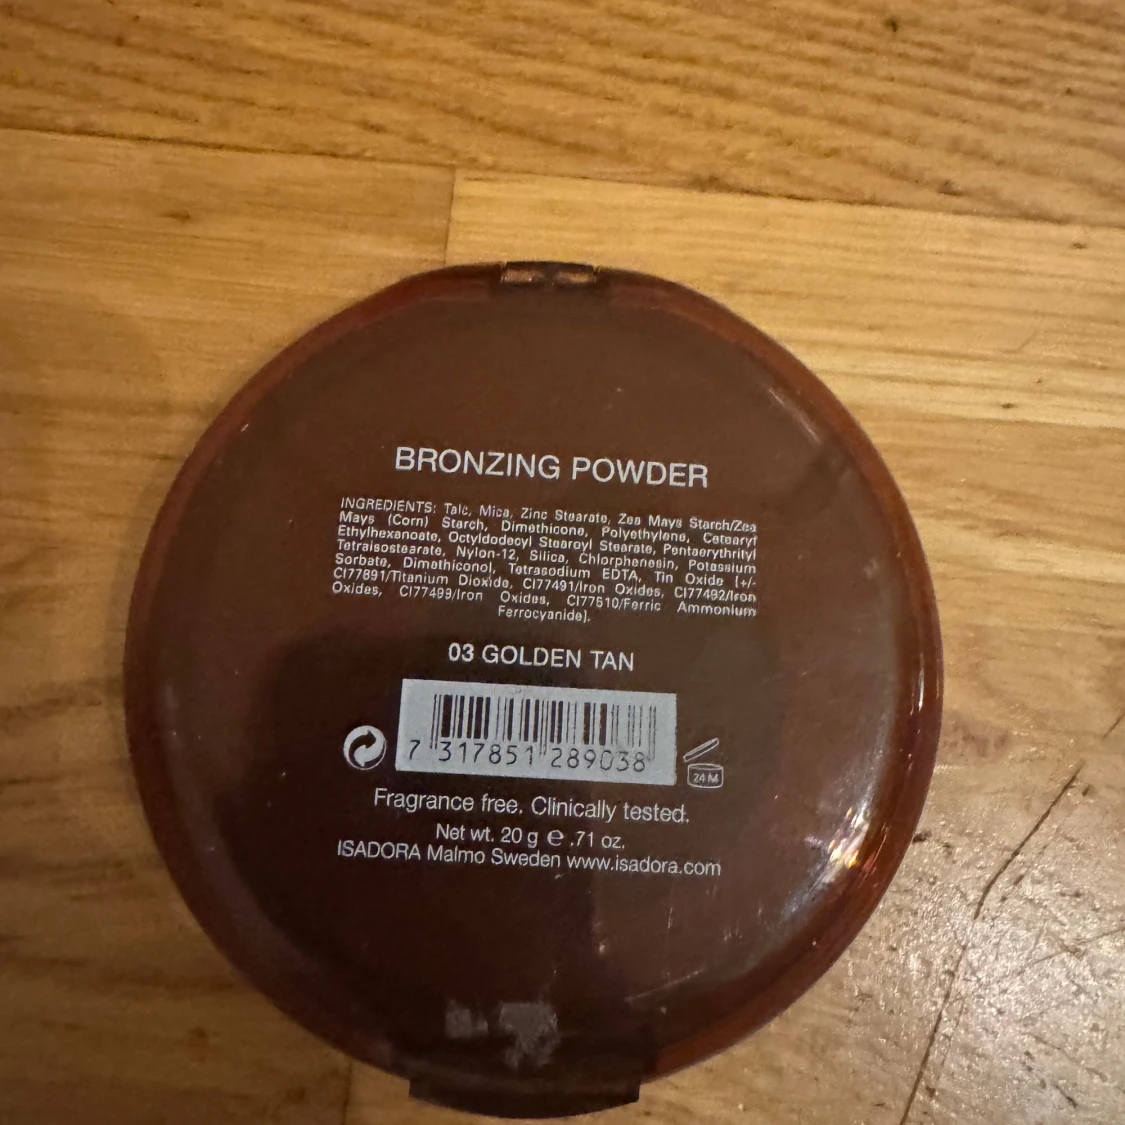 BRONZING POWDER
INGREDIENTS: Talc, Mica, Zinc Stearate, Zea Mays Starch/Zea
Mays (Corn) Starch, Dimethicone, Polyethylene, Cetearyl
Ethylhexanoate, Octyldodecyl Stearoyl Stearate, Pentaerythrityl
Tetraisostearate, Nylon-12, Silica, Chlorphenesin, Potassium
Sorbate, Dimethiconol, Tetrasodium EDTA, Tin Oxide [+/-
CI77891/Titanium Dioxide, CI77491/Iron Oxides, CI77492/Iron
Oxides, CI77499/Iron Oxides, CI77510/Ferric Ammonium
Ferrocyanide].
03 GOLDEN TAN
7 317851 289038
24 M
Fragrance free. Clinically tested.
Net wt. 20 g e .71 oz.
ISADORA Malmo Sweden www.isadora.com